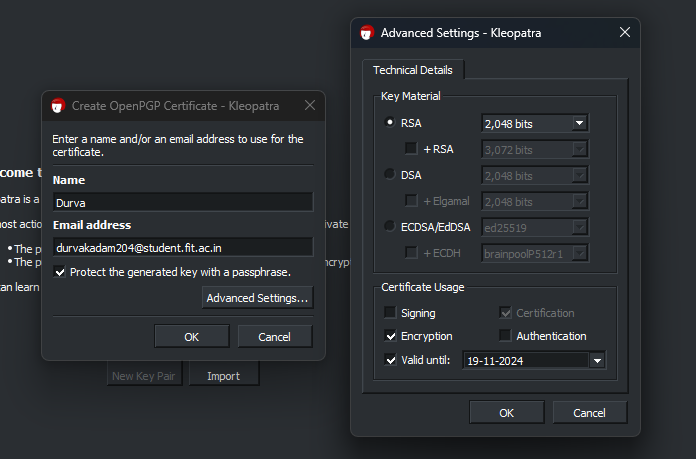 Create OpenPGP Certificate - Kleopatra
Enter a name and/or an email address to use for the
certificate.
Name
Durva
Email address
durvakadam204@student.fit.ac.in
Protect the generated key with a passphrase.
Advanced Settings...
OK
Cancel
come t
patra is a
most action
ivate
• The p
• The p
ncryp
an learn
New Key Pair
Import
Advanced Settings - Kleopatra
Technical Details
Key Material
RSA
2,048 bits
+ RSA
3,072 bits
DSA
2,048 bits
+ Elgamal
2,048 bits
ECDSA/EdDSA
ed25519
+ ECDH
brainpoolP512r1
Certificate Usage
Signing
Certification
Encryption
Authentication
Valid until:
19-11-2024
OK
Cancel